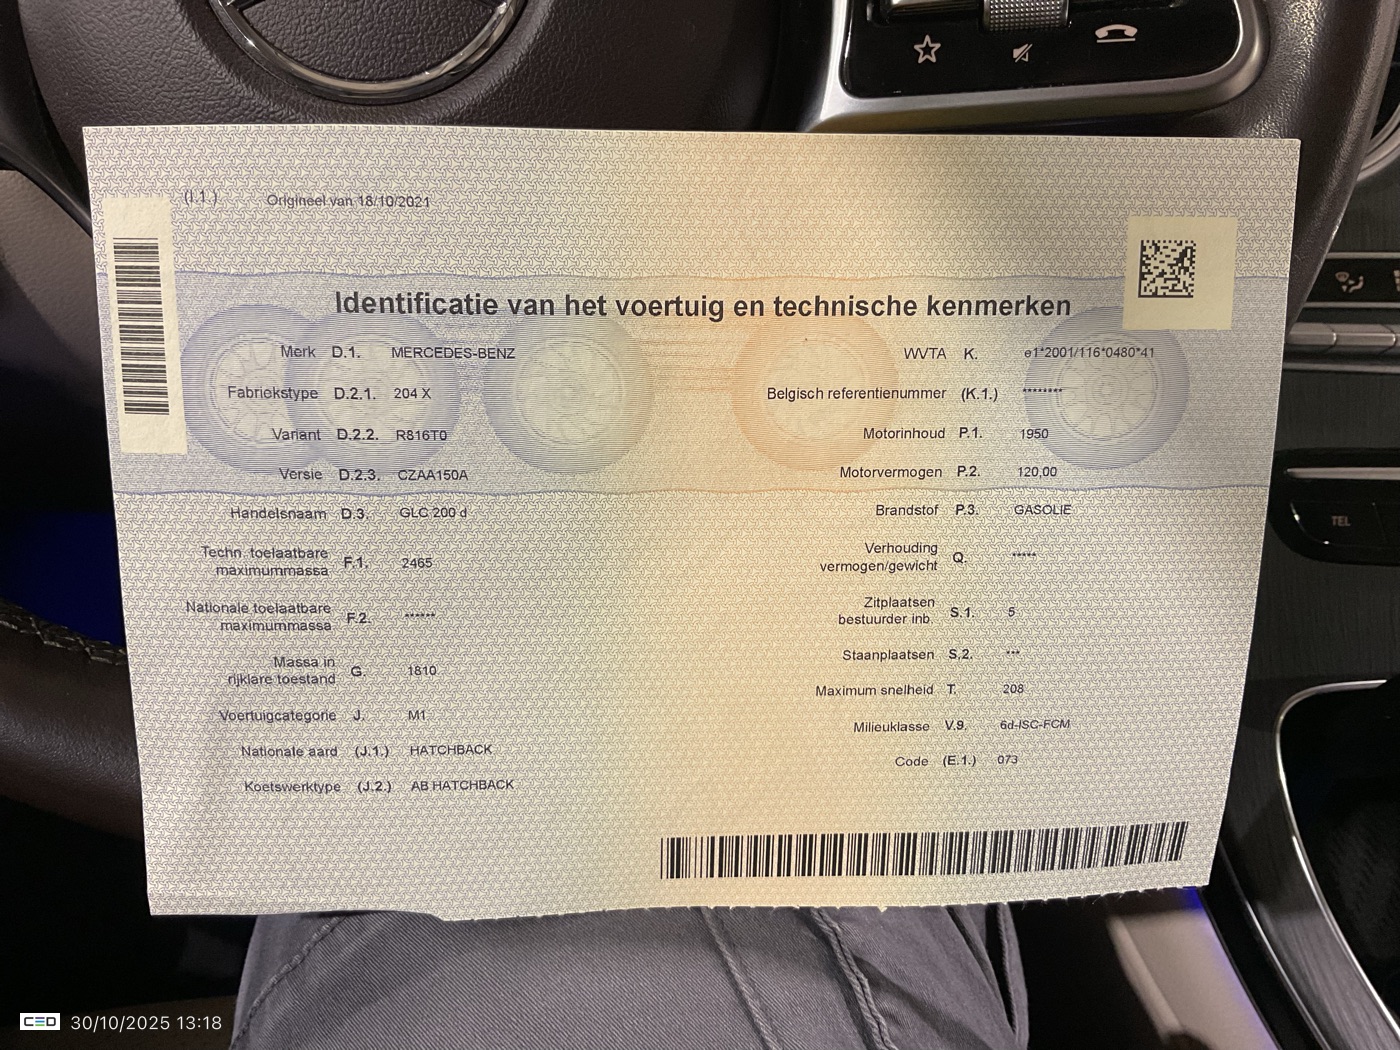 (I.1.) Origineel van 18/10/2021
Identificatie van het voertuig en technische kenmerken
Merk D.1. MERCEDES-BENZ
Fabriekstype D.2.1. 204 X
Variant D.2.2. R816T0
Versie D.2.3. CZAA150A
Handelsnaam D.3. GLC 200 d
Techn. toelaatbare
maximummassa F.1. 2465
Nationale toelaatbare
maximummassa F.2. ******
Massa in
rijklare toestand G. 1810
Voertuigcategorie J. M1
Nationale aard (J.1.) HATCHBACK
Koetswerktype (J.2.) AB HATCHBACK
WVTA K. e1*2001/116*0480*41
Belgisch referentienummer (K.1.) ********
Motorinhoud P.1. 1950
Motorvermogen P.2. 120,00
Brandstof P.3. GASOLIE
Verhouding
vermogen/gewicht Q. *****
Zitplaatsen
bestuurder inb. S.1. 5
Staanplaatsen S.2. ***
Maximum snelheid T. 208
Milieuklasse V.9. 6d-ISC-FCM
Code (E.1.) 073
TEL
CED 30/10/2025 13:18